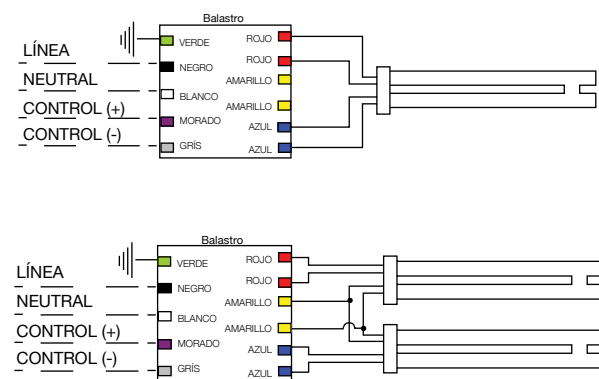 Balastro
VERDE
ROJO
LÍNEA
NEGRO
ROJO
NEUTRAL
AMARILLO
BLANCO
CONTROL (+)
AMARILLO
MORADO
AZUL
CONTROL (-)
GRÍS
AZUL
Balastro
VERDE
ROJO
LÍNEA
NEGRO
ROJO
NEUTRAL
AMARILLO
BLANCO
CONTROL (+)
AMARILLO
MORADO
AZUL
CONTROL (-)
GRÍS
AZUL